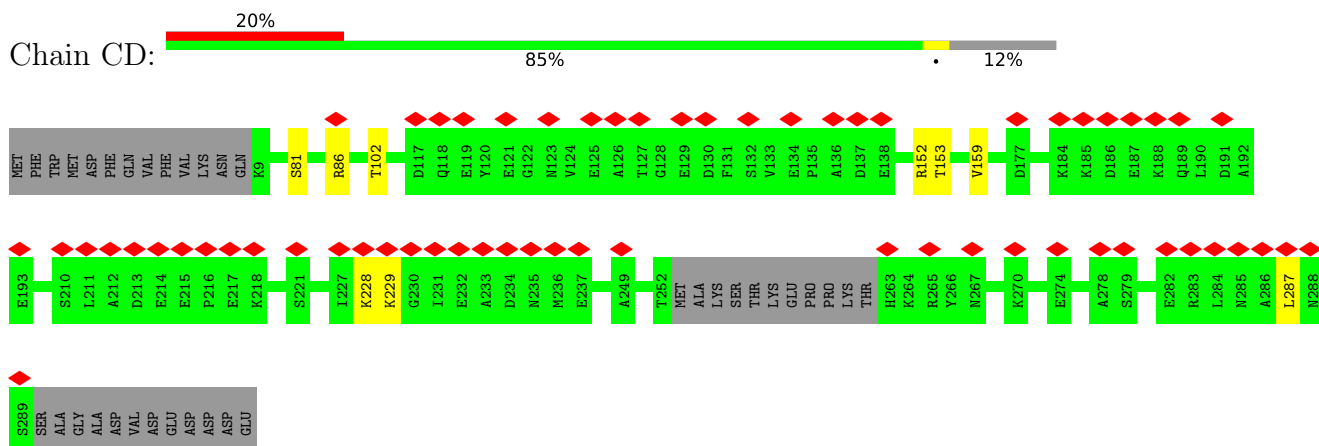 20%
Chain CD:
85% • 12%
MET PHE TRP MET ASP PHE GLN VAL PHE VAL LYS ASN GLN K9 S81 R86 T102 D117 Q118 E119 Y120 E121 G122 N123 V124 E125 A126 T127 G128 E129 D130 F131 S132 V133 E134 P135 A136 D137 E138 R152 T153 V159 D177 K184 K185 D186 E187 K188 Q189 L190 D191 A192
E193 S210 L211 A212 D213 E214 E215 P216 E217 K218 S221 I227 K228 K229 G230 I231 E232 A233 D234 N235 M236 E237 A249 T252 MET ALA LYS SER THR LYS GLU PRO PRO LYS THR H263 K264 R265 Y266 N267 K270 E274 A278 S279 E282 R283 L284 N285 A286 L287 N288
S289 SER ALA GLY ALA ASP VAL ASP GLU ASP ASP ASP GLU